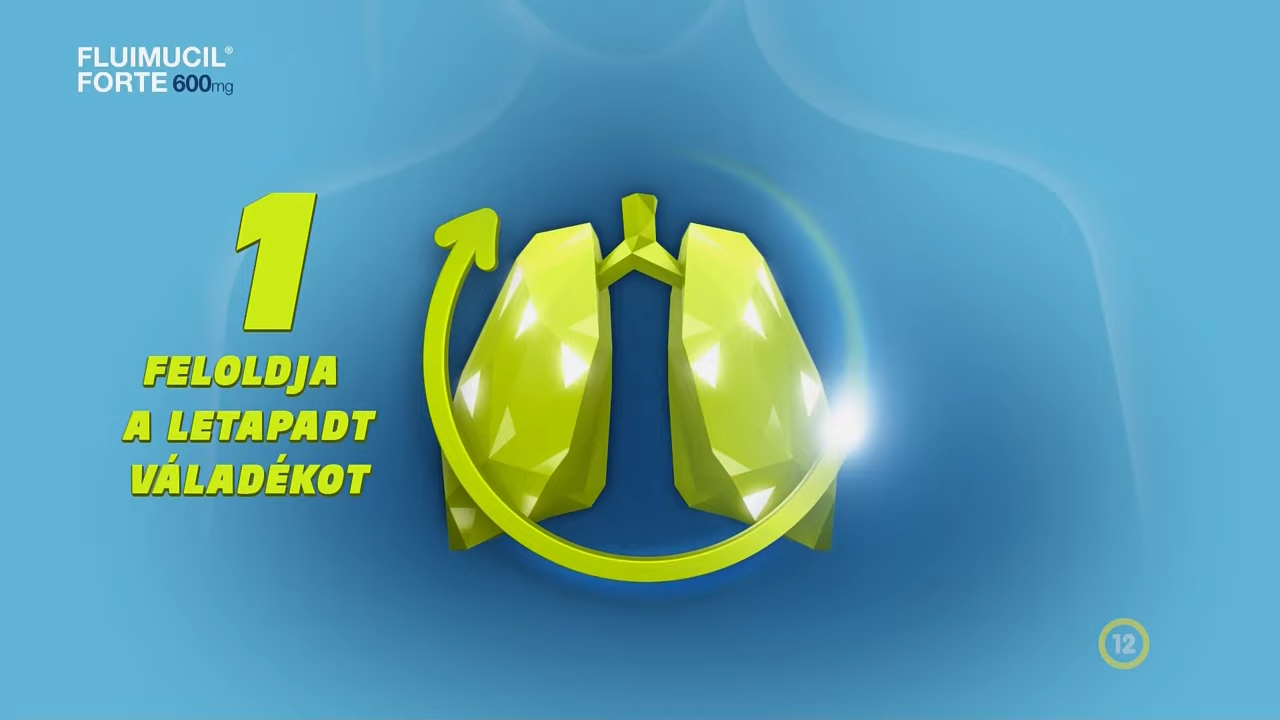 FLUIMUCIL®
FORTE 600mg
1
FELOLDJA
A LETAPADT
VÁLADÉKOT
12